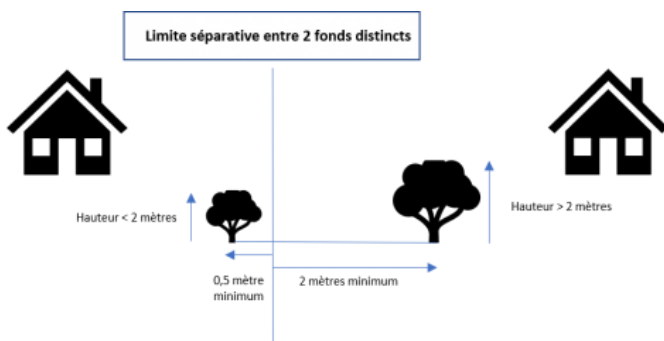 Limite séparative entre 2 fonds distincts
Hauteur < 2 mètres
Hauteur > 2 mètres
0,5 mètre
minimum
2 mètres minimum